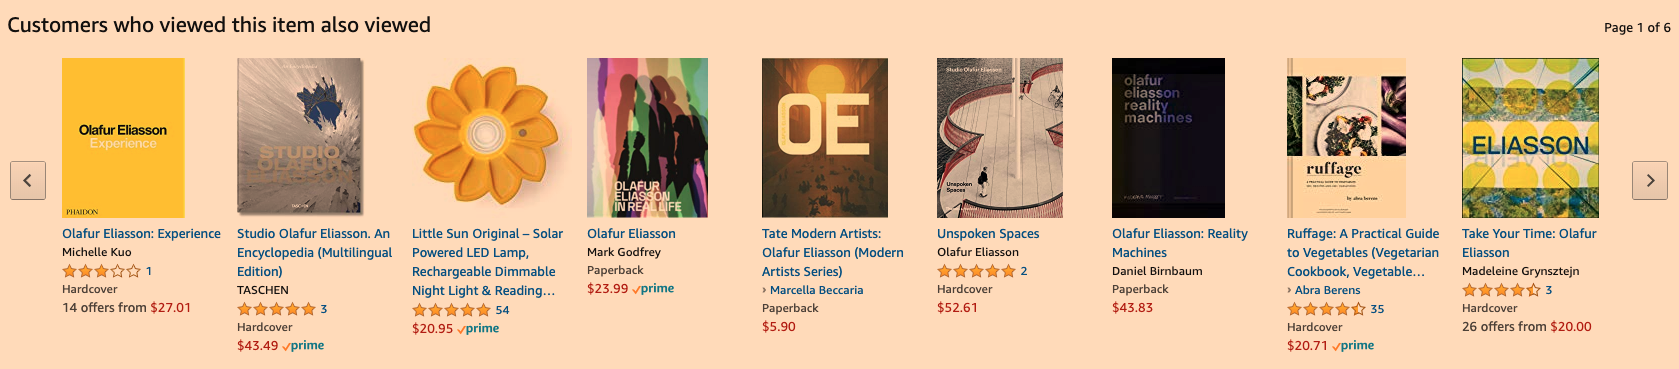 Customers who viewed this item also viewed
Page 1 of 6
Olafur Eliasson
Experience
PHAIDON
Olafur Eliasson: Experience
Michelle Kuo
1
Hardcover
14 offers from $27.01
STUDIO
TASCHEN
Studio Olafur Eliasson. An
Encyclopedia (Multilingual
Edition)
TASCHEN
3
Hardcover
$43.49 prime
Little Sun Original – Solar
Powered LED Lamp,
Rechargeable Dimmable
Night Light & Reading...
54
$20.95 prime
OLAFUR
ELIASSON
IN REAL LIFE
Olafur Eliasson
Mark Godfrey
Paperback
$23.99 prime
OE
Tate Modern Artists:
Olafur Eliasson (Modern
Artists Series)
› Marcella Beccaria
Paperback
$5.90
Studio Olafur Eliasson
Unspoken
Spaces
Unspoken Spaces
Olafur Eliasson
2
Hardcover
$52.61
olafur
eliasson
reality
machines
Olafur Eliasson: Reality
Machines
Daniel Birnbaum
Paperback
$43.83
ruffage
A PRACTICAL GUIDE TO VEGETABLES
by abra berens
Ruffage: A Practical Guide
to Vegetables (Vegetarian
Cookbook, Vegetable...
› Abra Berens
35
Hardcover
$20.71 prime
ELIASSON
Take Your Time: Olafur
Eliasson
Madeleine Grynsztejn
3
Hardcover
26 offers from $20.00